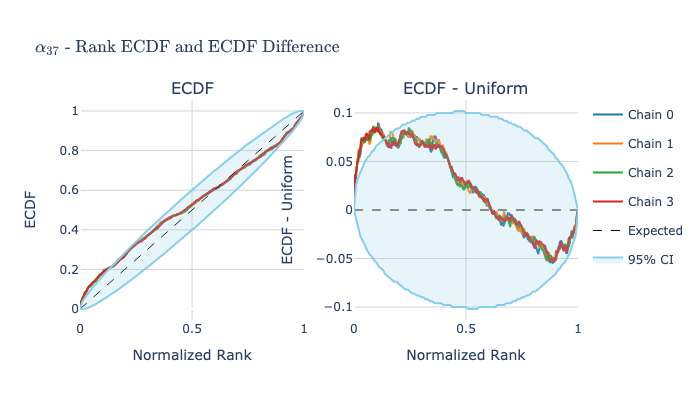 α₃₇ - Rank ECDF and ECDF Difference
ECDF
ECDF - Uniform
ECDF
1
0.8
0.6
0.4
0.2
0
0
0.5
1
Normalized Rank
ECDF - Uniform
0.1
0.05
0
−0.05
−0.1
0
0.5
1
Normalized Rank
Chain 0
Chain 1
Chain 2
Chain 3
Expected
95% CI